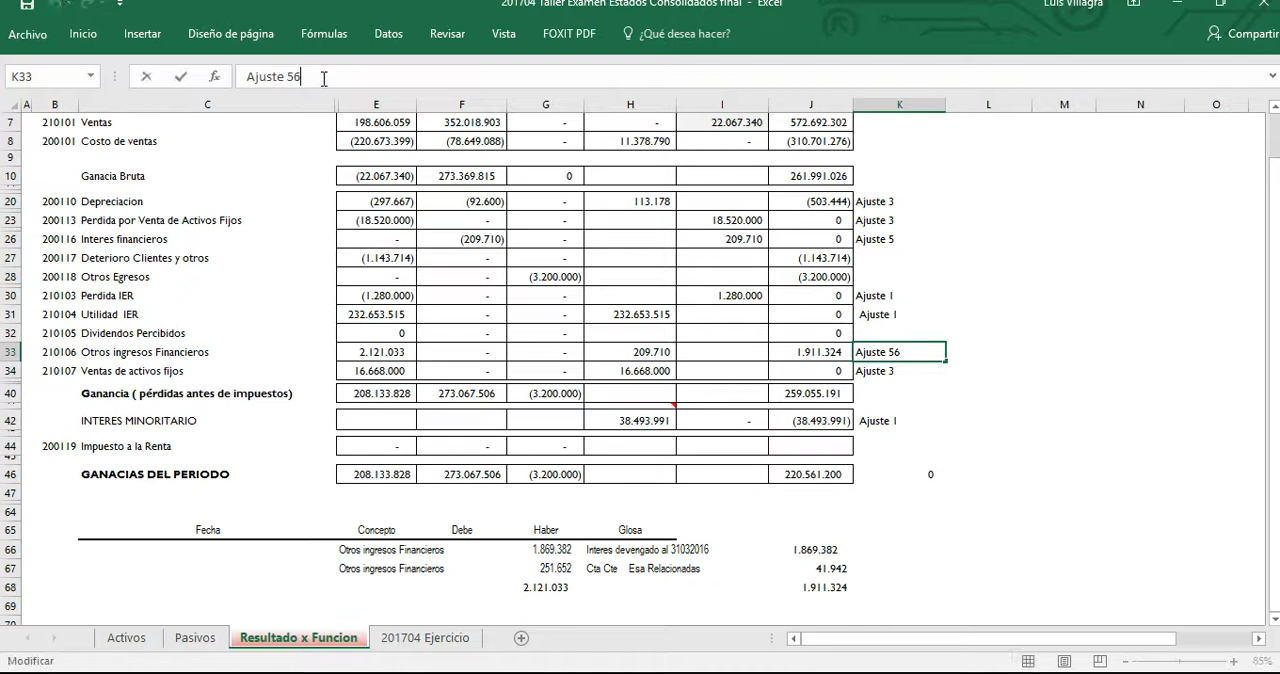 201704 Taller Examen Estados Consolidados final - Excel Luis Villagra
Archivo Inicio Insertar Diseño de página Fórmulas Datos Revisar Vista FOXIT PDF ¿Qué desea hacer? Compartir
K33 fx Ajuste 56
A B C E F G H I J K L M N O
7 210101 Ventas 198.606.059 352.018.903 - - 22.067.340 572.692.302
8 200101 Costo de ventas (220.673.399) (78.649.088) - 11.378.790 - (310.701.276)
9
10 Ganacia Bruta (22.067.340) 273.369.815 0 261.991.026
20 200110 Depreciacion (297.667) (92.600) - 113.178 (503.444) Ajuste 3
23 200113 Perdida por Venta de Activos Fijos (18.520.000) - - 18.520.000 0 Ajuste 3
26 200116 Interes financieros - (209.710) - 209.710 0 Ajuste 5
27 200117 Deterioro Clientes y otros (1.143.714) - - (1.143.714)
28 200118 Otros Egresos - - (3.200.000) (3.200.000)
30 210103 Perdida IER (1.280.000) - - 1.280.000 0 Ajuste 1
31 210104 Utilidad IER 232.653.515 - - 232.653.515 0 Ajuste 1
32 210105 Dividendos Percibidos 0 - - 0
33 210106 Otros ingresos Financieros 2.121.033 - - 209.710 1.911.324 Ajuste 56
34 210107 Ventas de activos fijos 16.668.000 - - 16.668.000 0 Ajuste 3
40 Ganancia ( pérdidas antes de impuestos) 208.133.828 273.067.506 (3.200.000) 259.055.191
42 INTERES MINORITARIO 38.493.991 - (38.493.991) Ajuste 1
44 200119 Impuesto a la Renta - - -
46 GANACIAS DEL PERIODO 208.133.828 273.067.506 (3.200.000) 220.561.200 0
47
64
65 Fecha Concepto Debe Haber Glosa
66 Otros ingresos Financieros 1.869.382 Interes devengado al 31032016 1.869.382
67 Otros ingresos Financieros 251.652 Cta Cte Esa Relacionadas 41.942
68 2.121.033 1.911.324
69
Activos Pasivos Resultado x Funcion 201704 Ejercicio
Modificar 85%